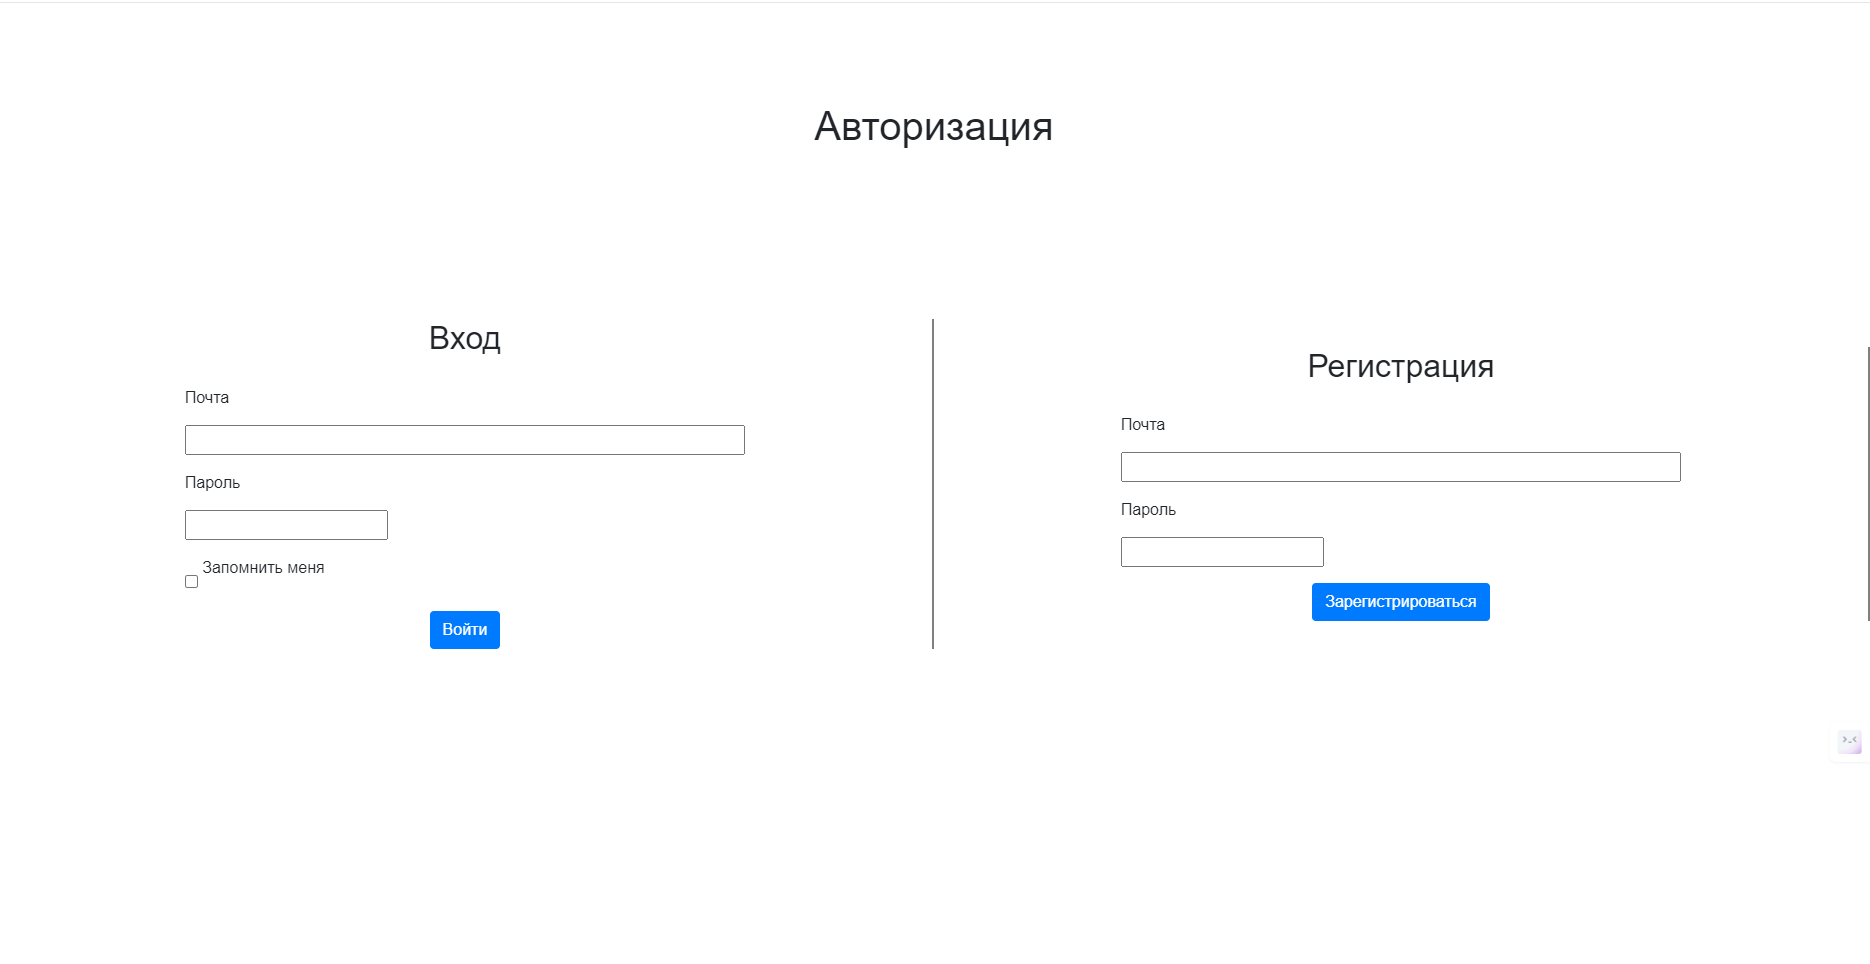 Авторизация
Вход
Почта
Пароль
Запомнить меня
Войти
Регистрация
Почта
Пароль
Зарегистрироваться